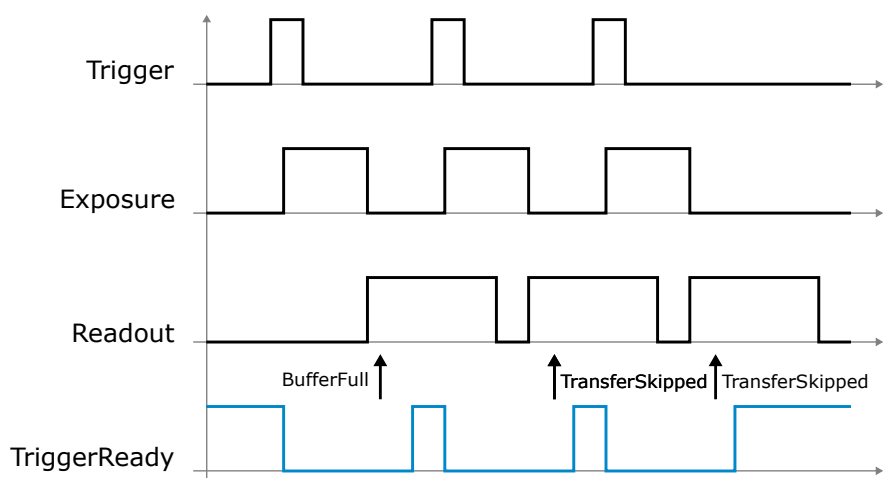 Trigger
Exposure
Readout
BufferFull
TransferSkipped
TransferSkipped
TriggerReady